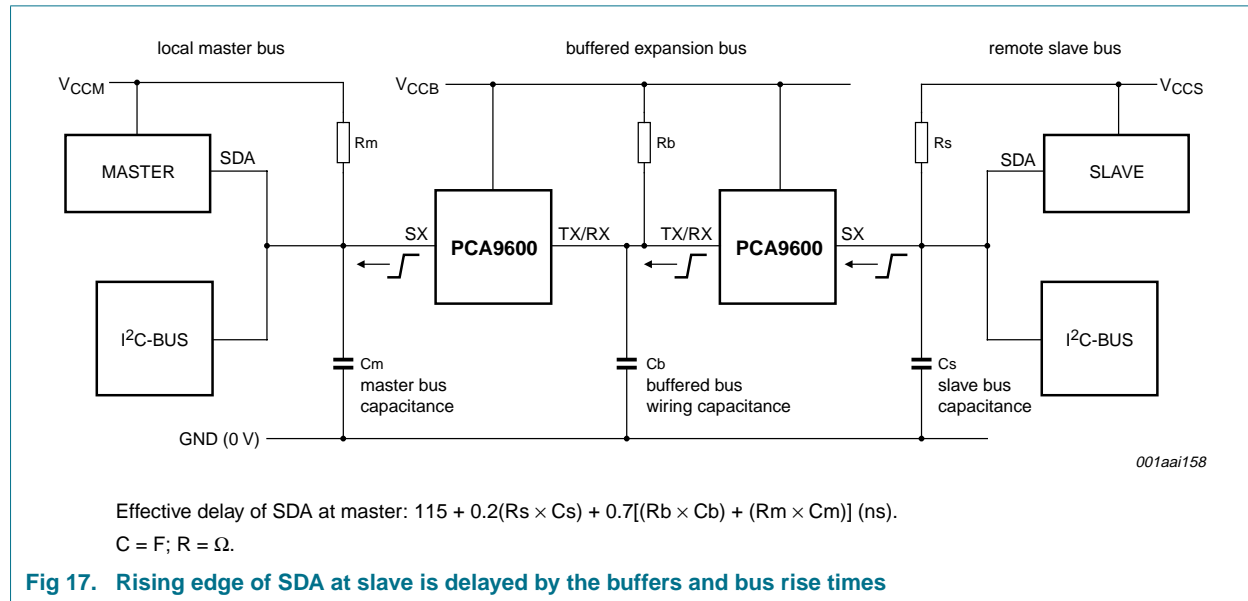 local master bus
buffered expansion bus
remote slave bus
VCCM
VCCB
VCCS
Rm
Rb
Rs
MASTER
SDA
SDA
SLAVE
SX
PCA9600
TX/RX
TX/RX
PCA9600
SX
I²C-BUS
I²C-BUS
Cm
master bus
capacitance
Cb
buffered bus
wiring capacitance
Cs
slave bus
capacitance
GND (0 V)
001aai158
Effective delay of SDA at master: 115 + 0.2(Rs × Cs) + 0.7[(Rb × Cb) + (Rm × Cm)] (ns).
C = F; R = Ω.
Fig 17. Rising edge of SDA at slave is delayed by the buffers and bus rise times